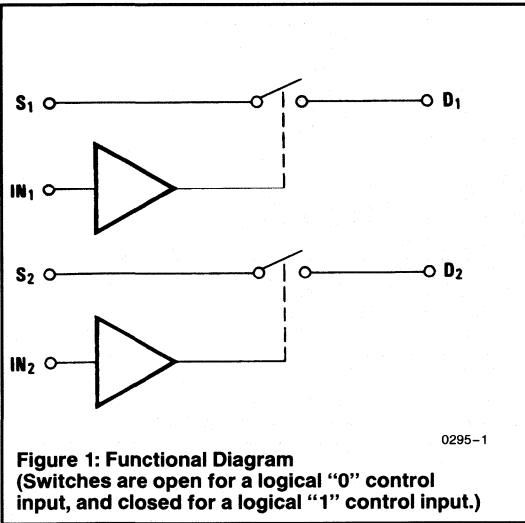 S₁ D₁
IN₁
S₂ D₂
IN₂
0295–1
Figure 1: Functional Diagram
(Switches are open for a logical “0” control
input, and closed for a logical “1” control input.)